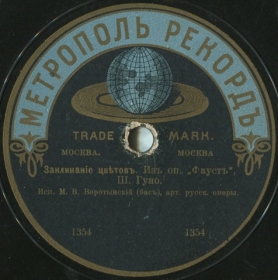 МЕТРОПОЛЬ РЕКОРДЪ
TRADE MARK.
МОСКВА. МОСКВА
Заклинаніе цвѣтовъ. Изъ оп. „Фаустъ“,
Ш. Гуно.
Исп. М. В. Воротынскій (басъ), арт. русск. оперы.
1354 1354